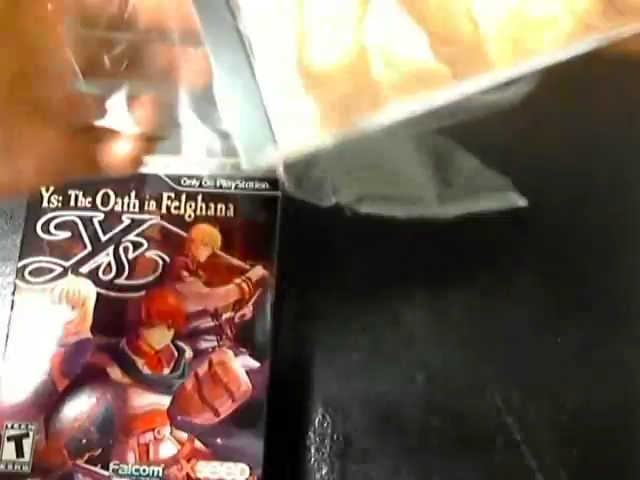 Only On PlayStation
Ys: The Oath in Felghana
Ys
T
Falcom XSEED